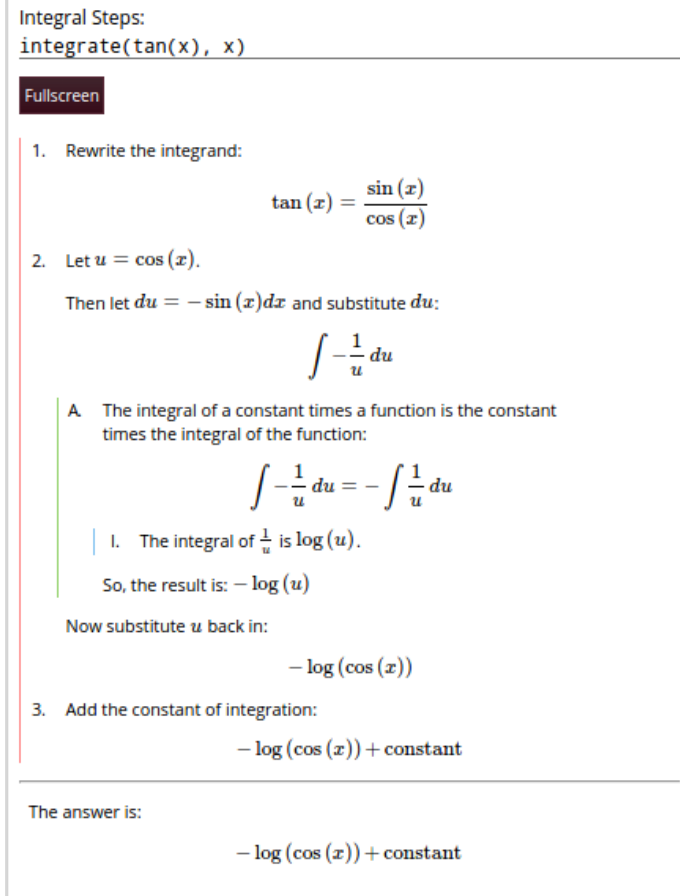 Integral Steps:
integrate(tan(x), x)
Fullscreen
1. Rewrite the integrand:
tan (x) = sin (x) / cos (x)
2. Let u = cos (x).
Then let du = − sin (x)dx and substitute du:
∫ −1/u du
A. The integral of a constant times a function is the constant
times the integral of the function:
∫ −1/u du = − ∫ 1/u du
I. The integral of 1/u is log (u).
So, the result is: − log (u)
Now substitute u back in:
− log (cos (x))
3. Add the constant of integration:
− log (cos (x)) + constant
The answer is:
− log (cos (x)) + constant